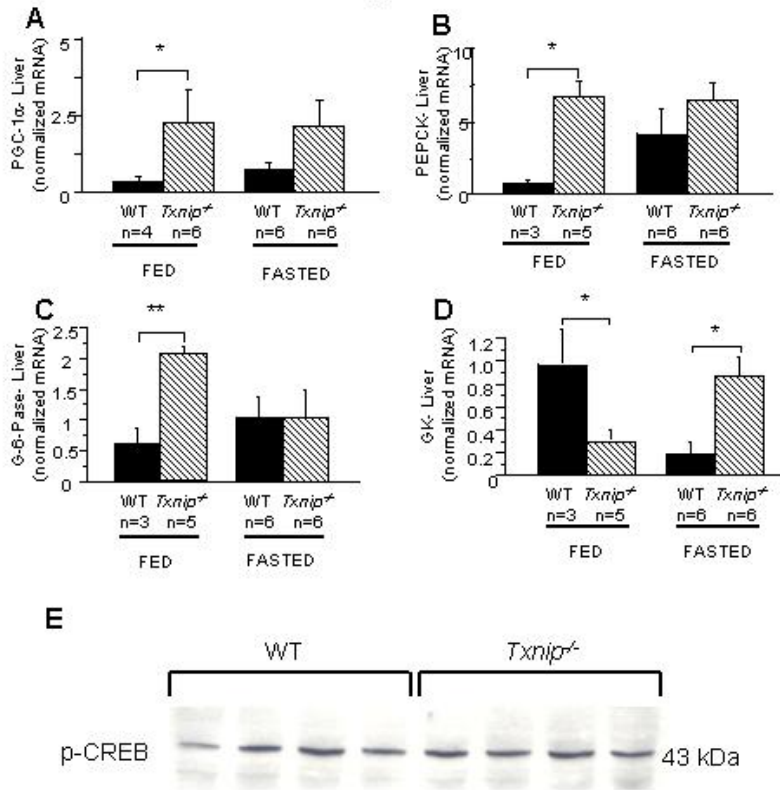 A
PGC-1α- Liver
(normalized mRNA)
5
2.5
0
*
WT Txnip-/-
n=4 n=6 n=6 n=6
WT Txnip-/-
FED FASTED
B
PEPCK- Liver
(normalized mRNA)
10
5
0
*
WT Txnip-/- WT Txnip-/-
n=3 n=5 n=6 n=6
FED FASTED
C
G-6-Pase- Liver
(normalized mRNA)
2.5
2
1.5
1
0.5
0
**
WT Txnip-/- WT Txnip-/-
n=3 n=5 n=6 n=6
FED FASTED
D
GK- Liver
(normalized mRNA)
1.2
1.0
0.8
0.6
0.4
0.2
* *
WT Txnip-/- WT Txnip-/-
n=3 n=5 n=6 n=6
FED FASTED
E
WT Txnip-/-
p-CREB 43 kDa